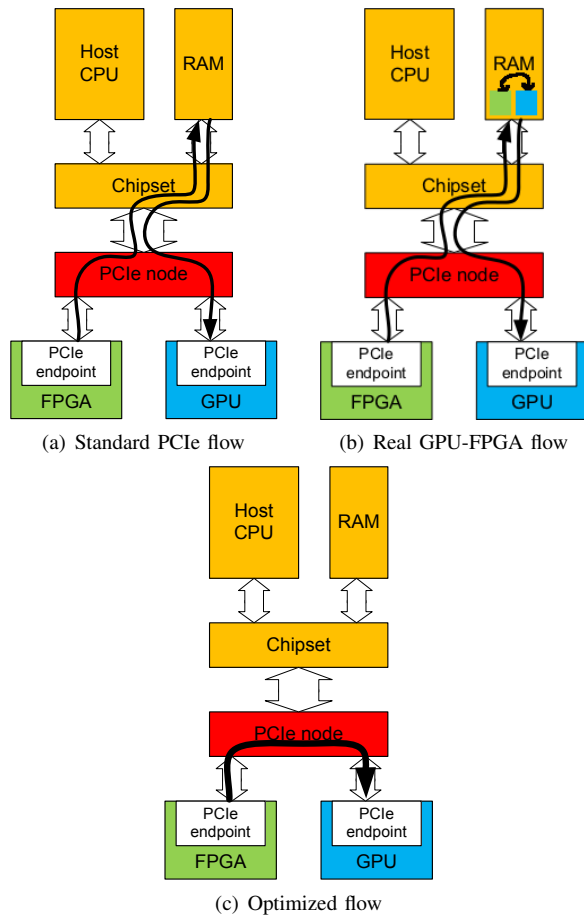 Host
CPU
RAM
Chipset
PCIe node
PCIe
endpoint
FPGA
PCIe
endpoint
GPU
(a) Standard PCIe flow
Host
CPU
RAM
Chipset
PCIe node
PCIe
endpoint
FPGA
PCIe
endpoint
GPU
(b) Real GPU-FPGA flow
Host
CPU
RAM
Chipset
PCIe node
PCIe
endpoint
FPGA
PCIe
endpoint
GPU
(c) Optimized flow